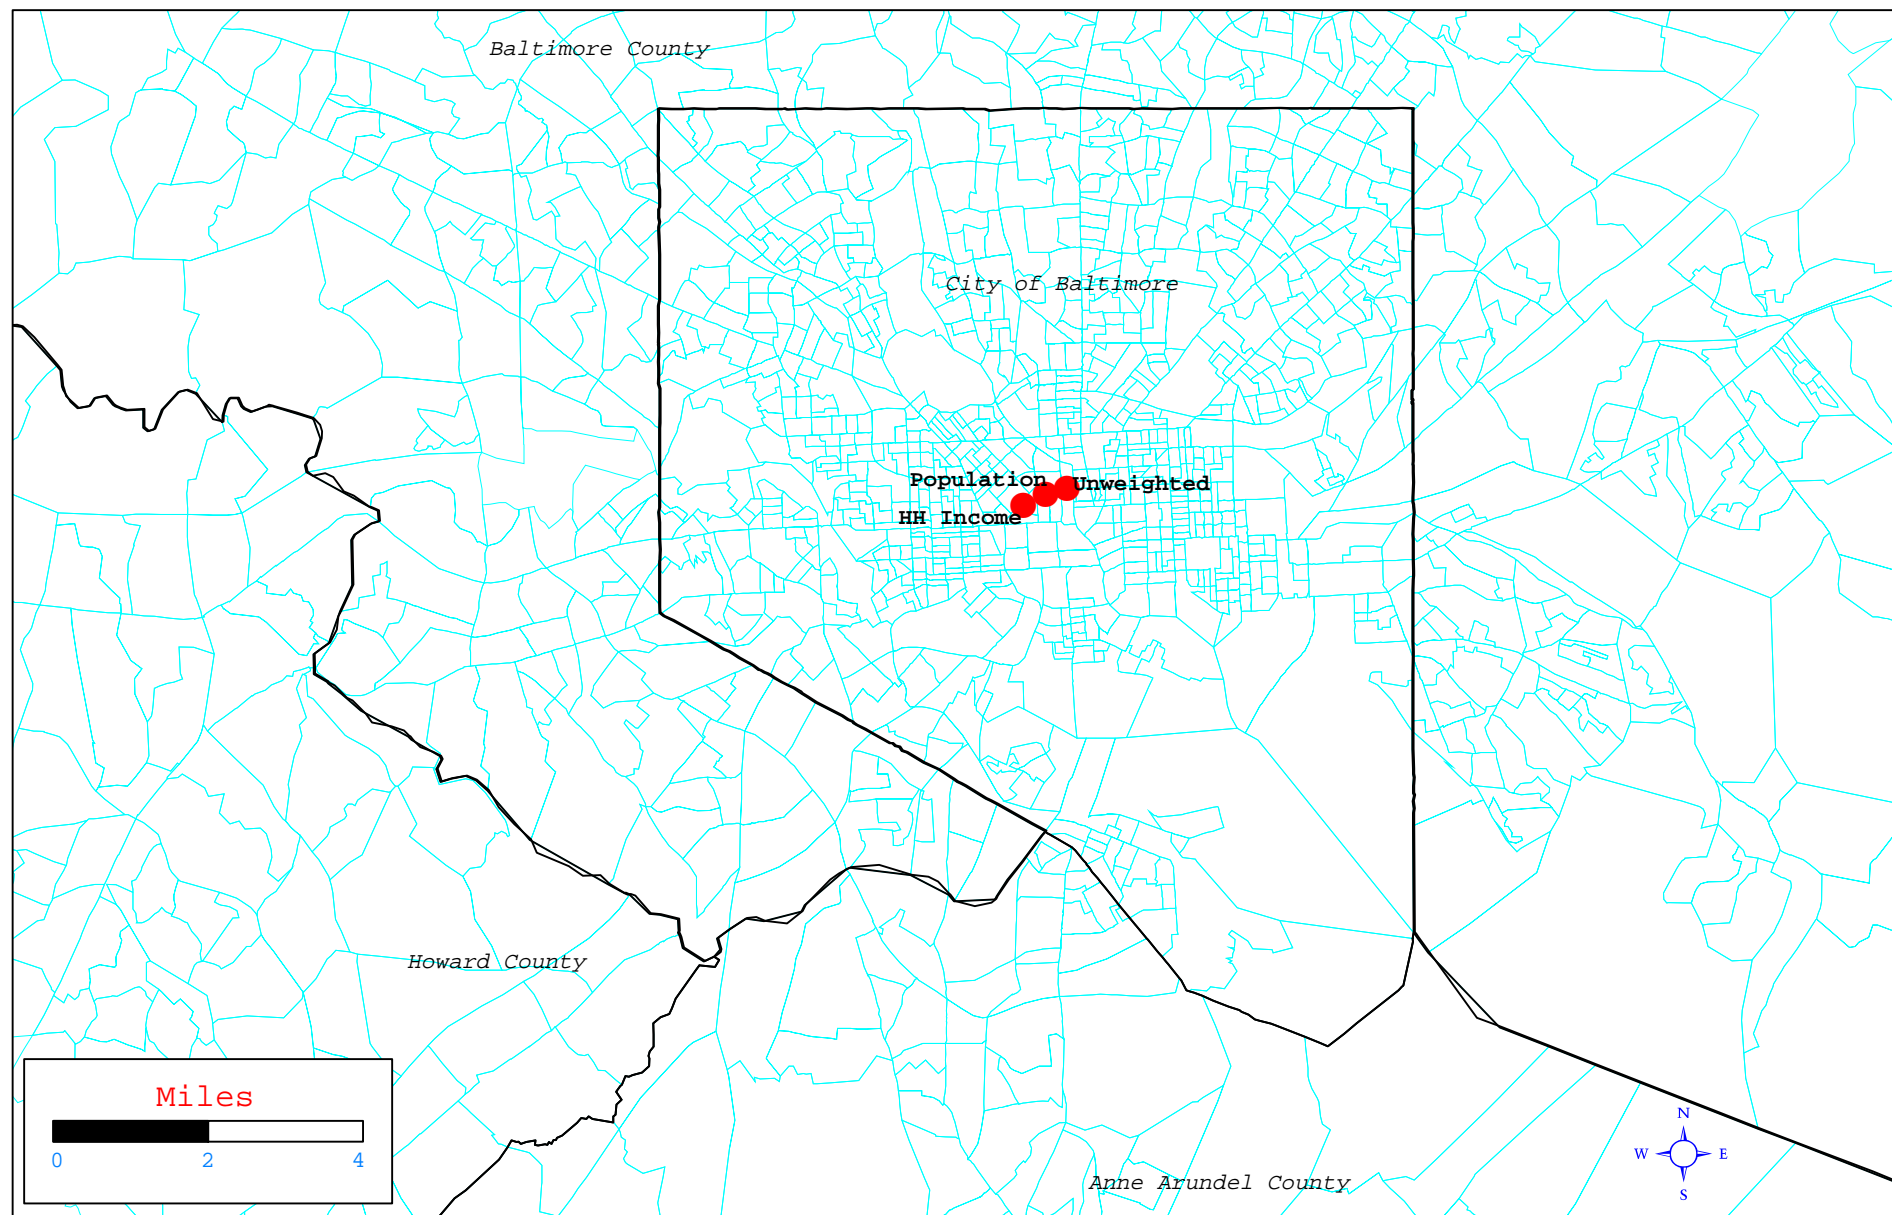 Baltimore County
City of Baltimore
Population
Unweighted
HH Income
Howard County
Miles
0 2 4
N
W E
S
Anne Arundel County